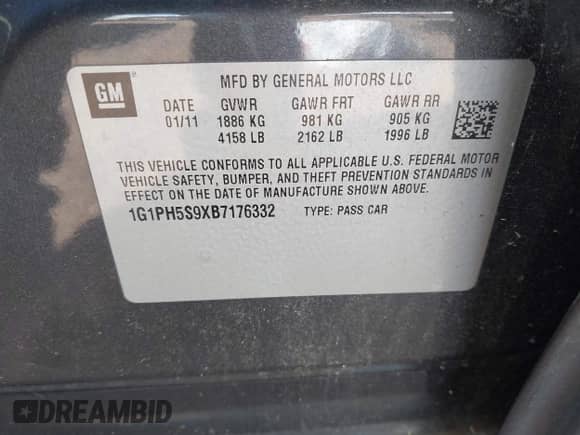 GM
MFD BY GENERAL MOTORS LLC
DATE GVWR GAWR FRT GAWR RR
01/11 1886 KG 981 KG 905 KG
4158 LB 2162 LB 1996 LB
THIS VEHICLE CONFORMS TO ALL APPLICABLE U.S. FEDERAL MOTOR
VEHICLE SAFETY, BUMPER, AND THEFT PREVENTION STANDARDS IN
EFFECT ON THE DATE OF MANUFACTURE SHOWN ABOVE.
1G1PH5S9XB7176332 TYPE: PASS CAR
DREAMBID